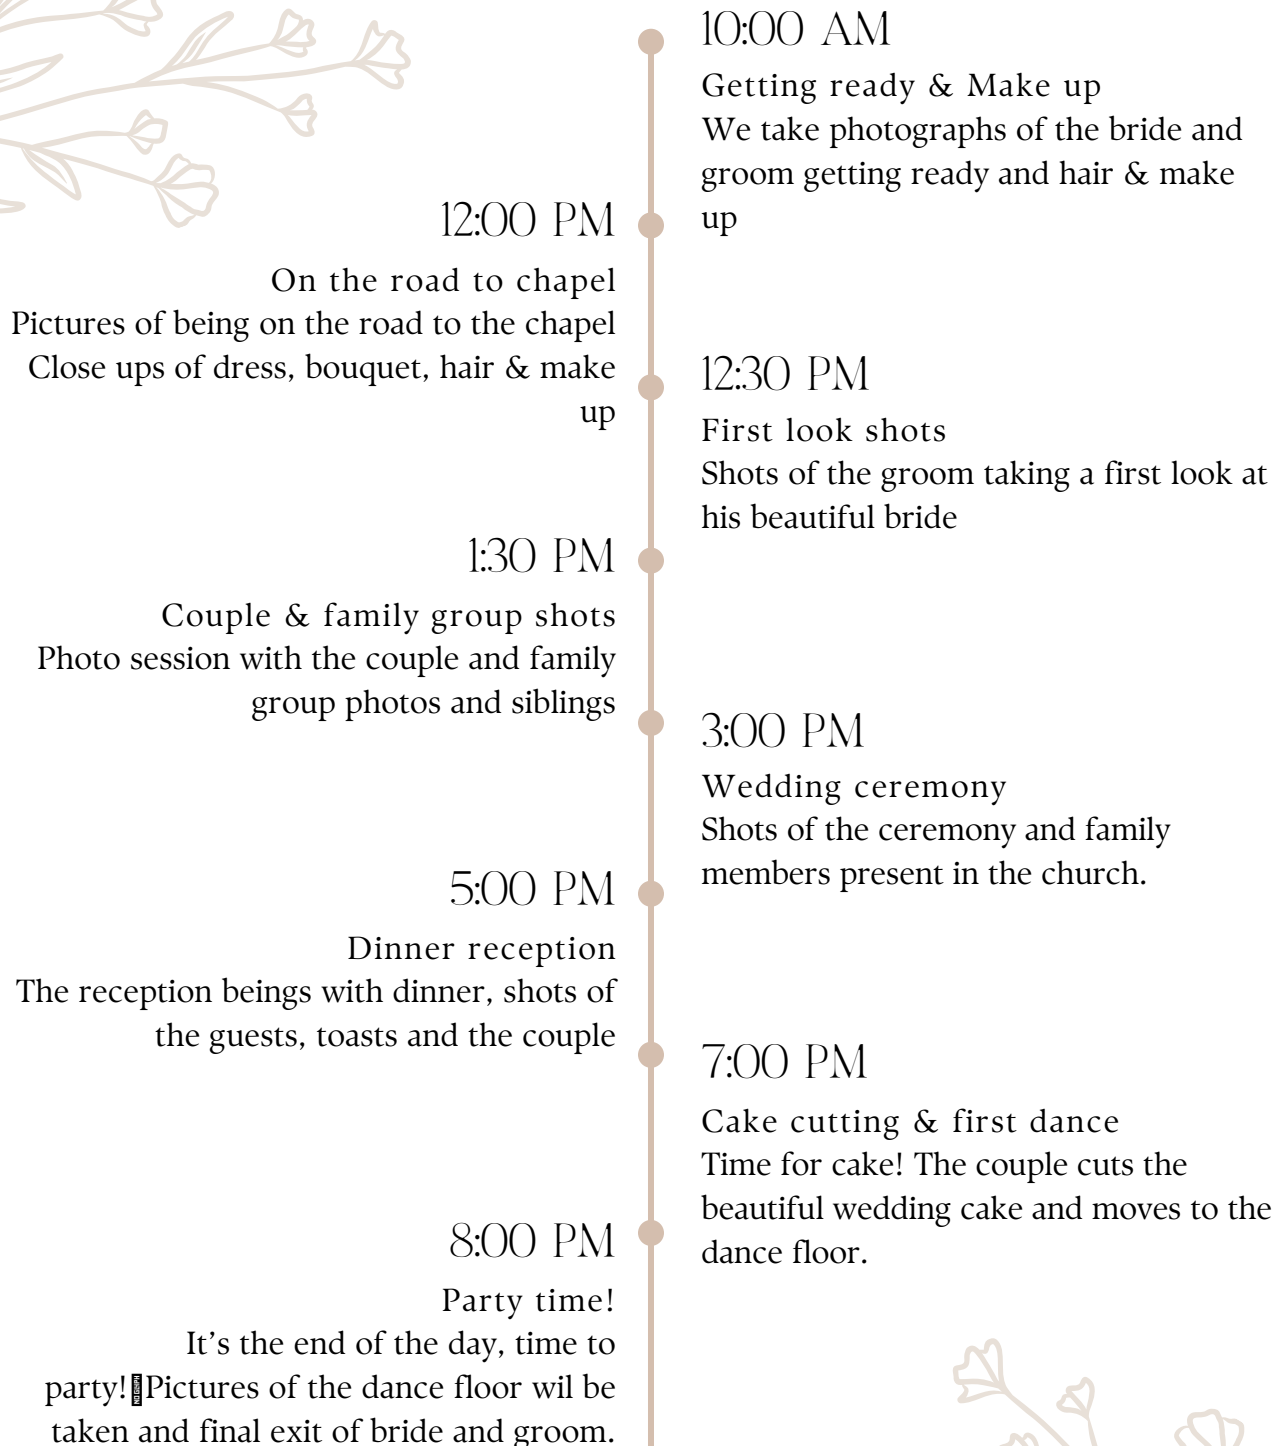 10:00 AM
Getting ready & Make up
We take photographs of the bride and
groom getting ready and hair & make
up
12:00 PM
On the road to chapel
Pictures of being on the road to the chapel
Close ups of dress, bouquet, hair & make
up
12:30 PM
First look shots
Shots of the groom taking a first look at
his beautiful bride
1:30 PM
Couple & family group shots
Photo session with the couple and family
group photos and siblings
3:00 PM
Wedding ceremony
Shots of the ceremony and family
members present in the church.
5:00 PM
Dinner reception
The reception beings with dinner, shots of
the guests, toasts and the couple
7:00 PM
Cake cutting & first dance
Time for cake! The couple cuts the
beautiful wedding cake and moves to the
dance floor.
8:00 PM
Party time!
It’s the end of the day, time to
party! Pictures of the dance floor wil be
taken and final exit of bride and groom.